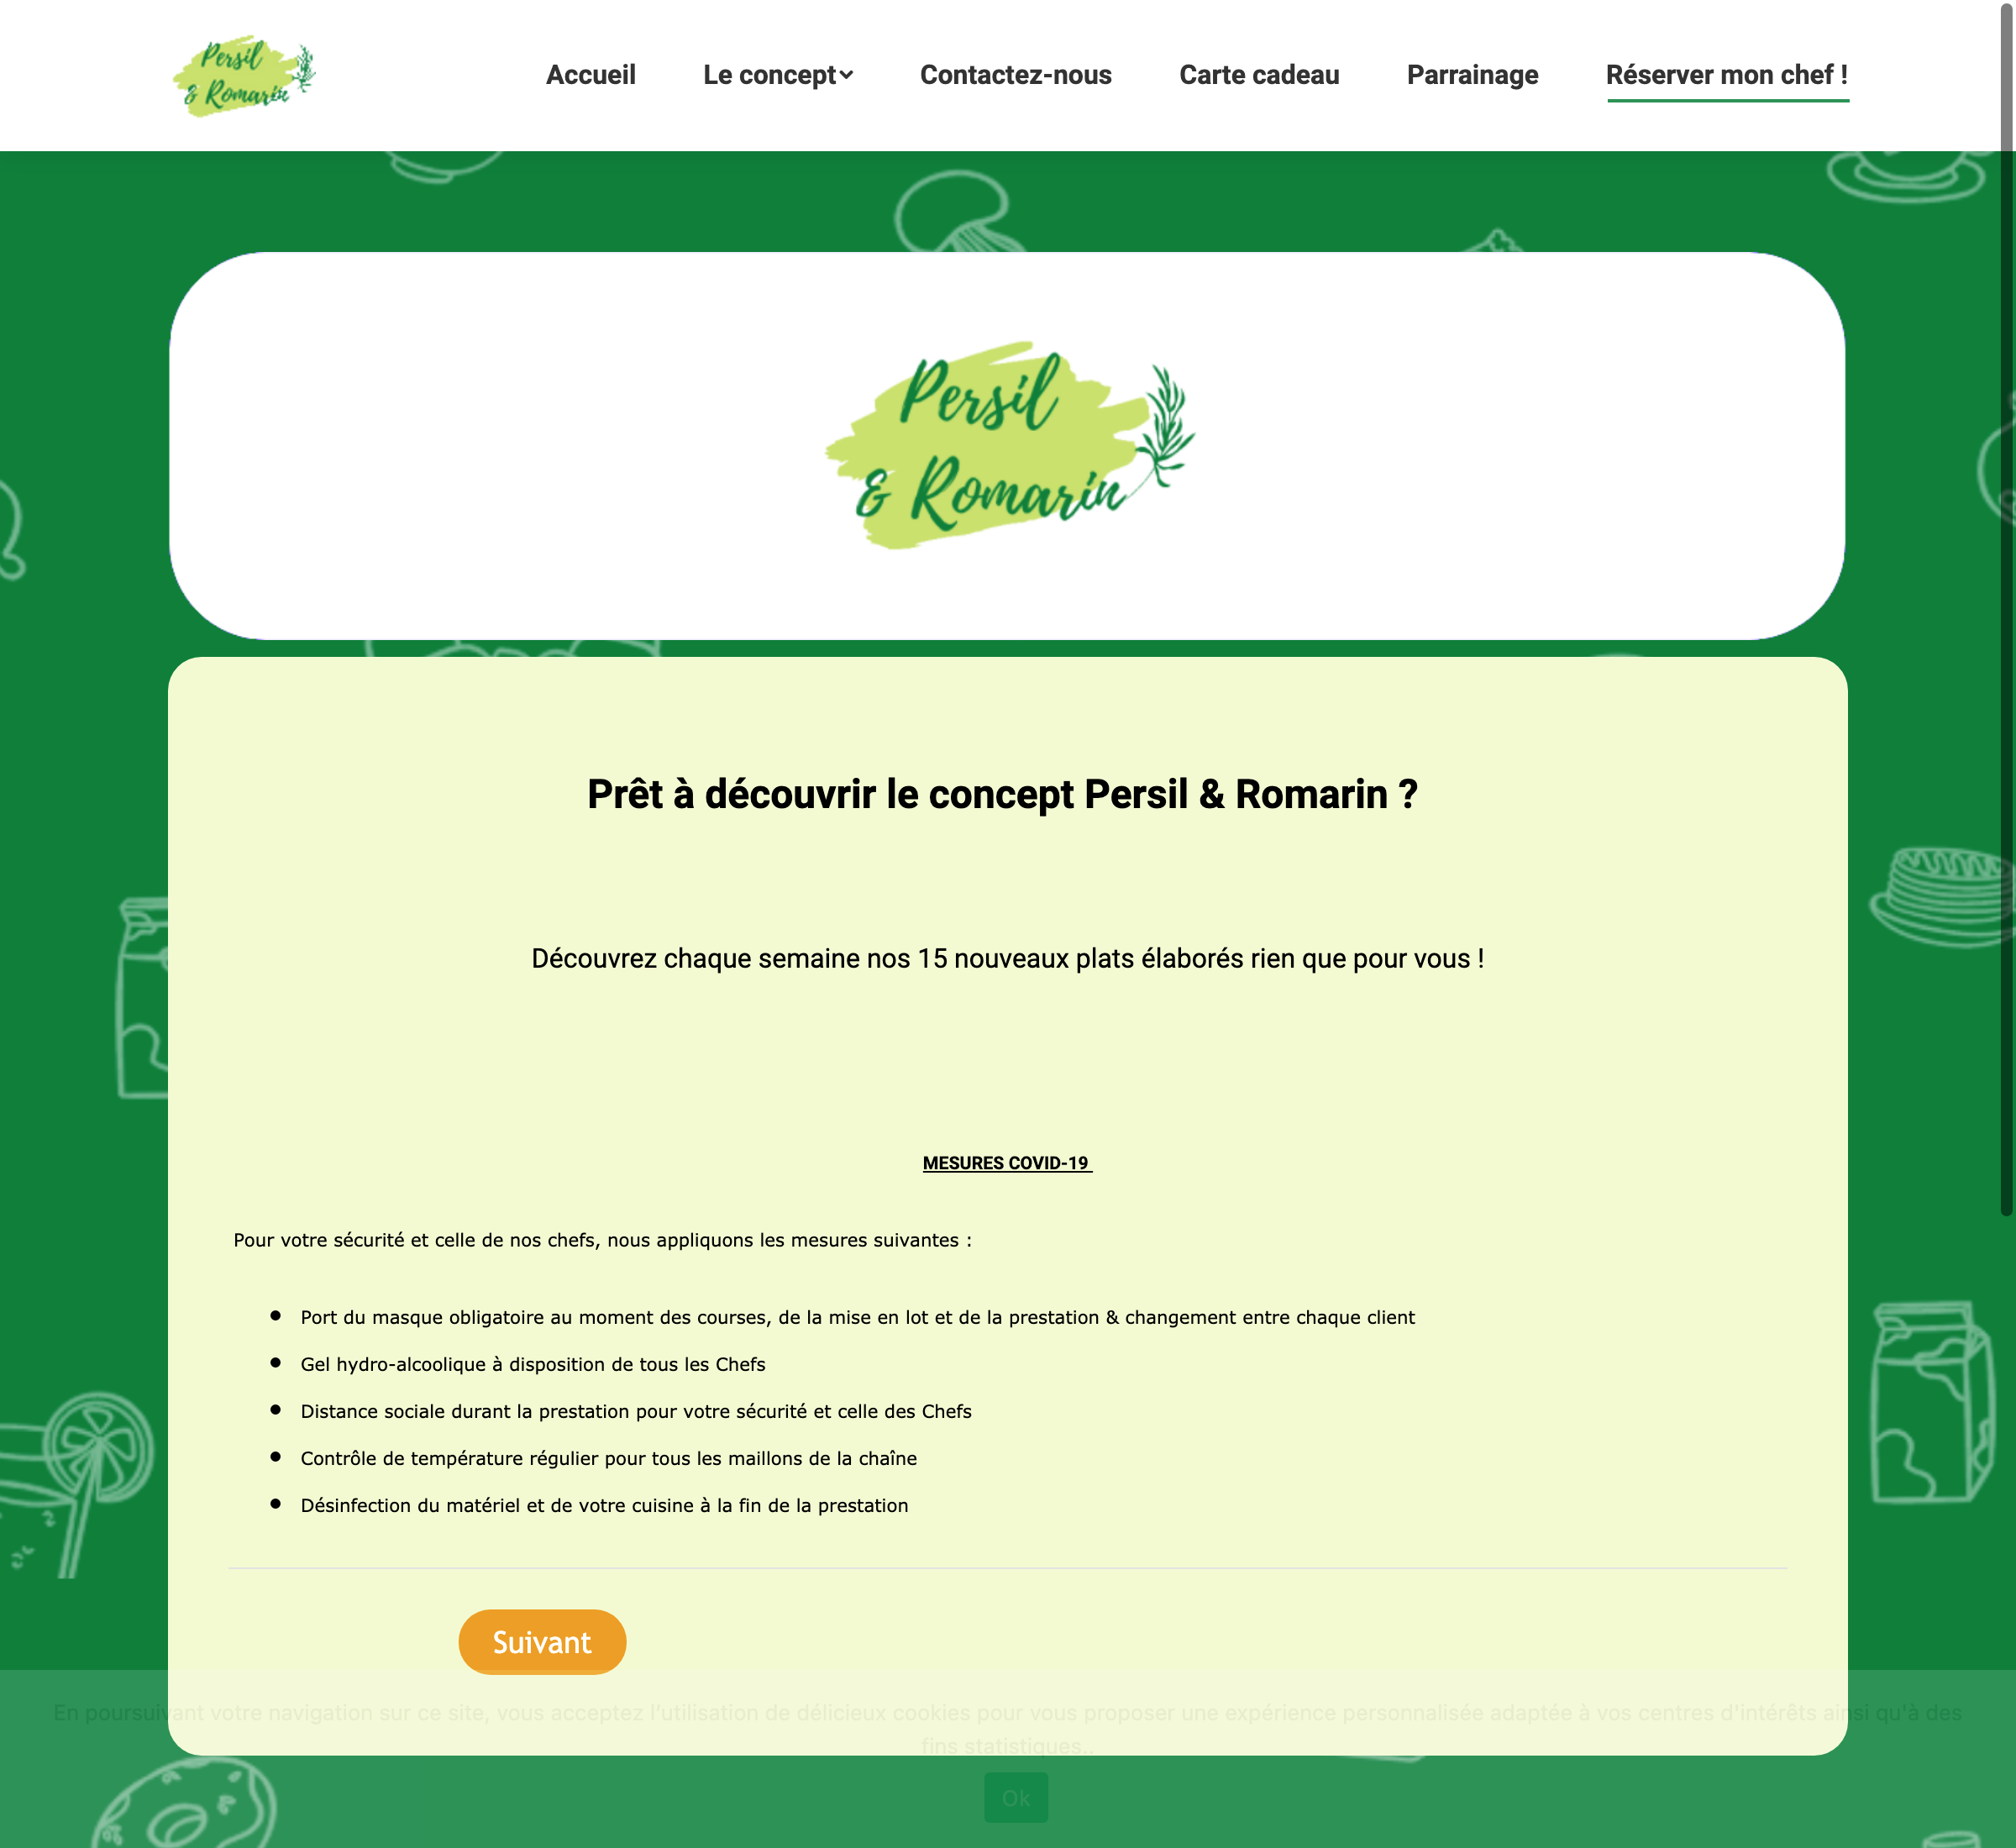 Persil
& Romarin
Accueil
Le concept
Contactez-nous
Carte cadeau
Parrainage
Réserver mon chef !
Persil
& Romarin
Prêt à découvrir le concept Persil & Romarin ?
Découvrez chaque semaine nos 15 nouveaux plats élaborés rien que pour vous !
MESURES COVID-19
Pour votre sécurité et celle de nos chefs, nous appliquons les mesures suivantes :
Port du masque obligatoire au moment des courses, de la mise en lot et de la prestation & changement entre chaque client
Gel hydro-alcoolique à disposition de tous les Chefs
Distance sociale durant la prestation pour votre sécurité et celle des Chefs
Contrôle de température régulier pour tous les maillons de la chaîne
Désinfection du matériel et de votre cuisine à la fin de la prestation
Suivant
En poursuivant votre navigation sur ce site, vous acceptez l'utilisation de délicieux cookies pour vous proposer une expérience personnalisée adaptée à vos centres d'intérêts ainsi qu'à des
fins statistiques..
Ok